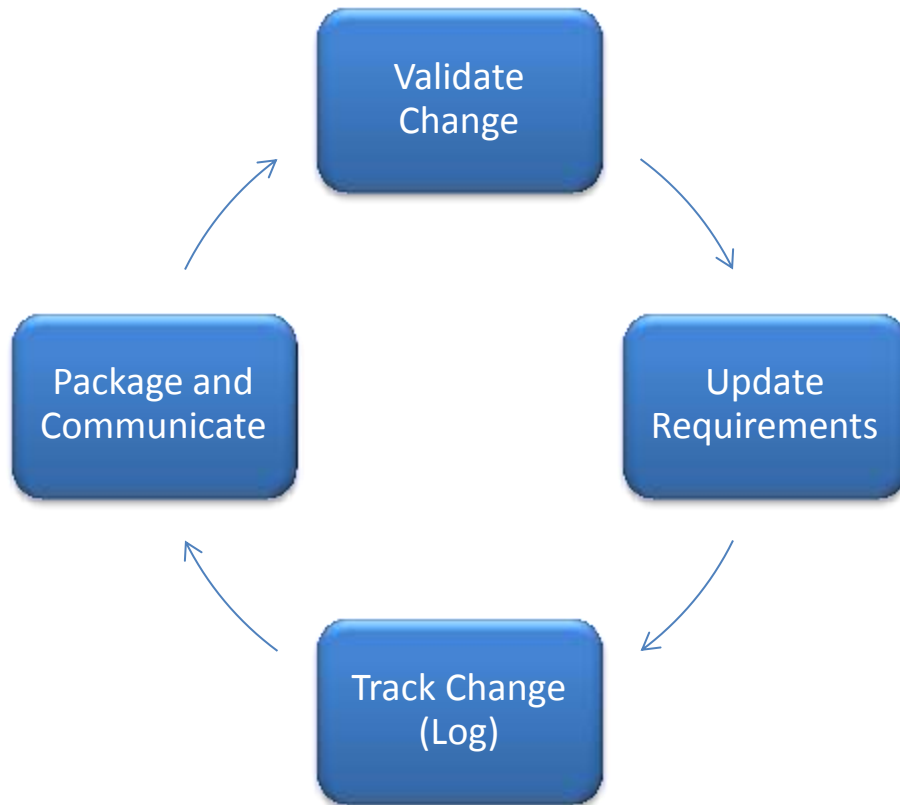 Validate
Change
Update
Requirements
Track Change
(Log)
Package and
Communicate